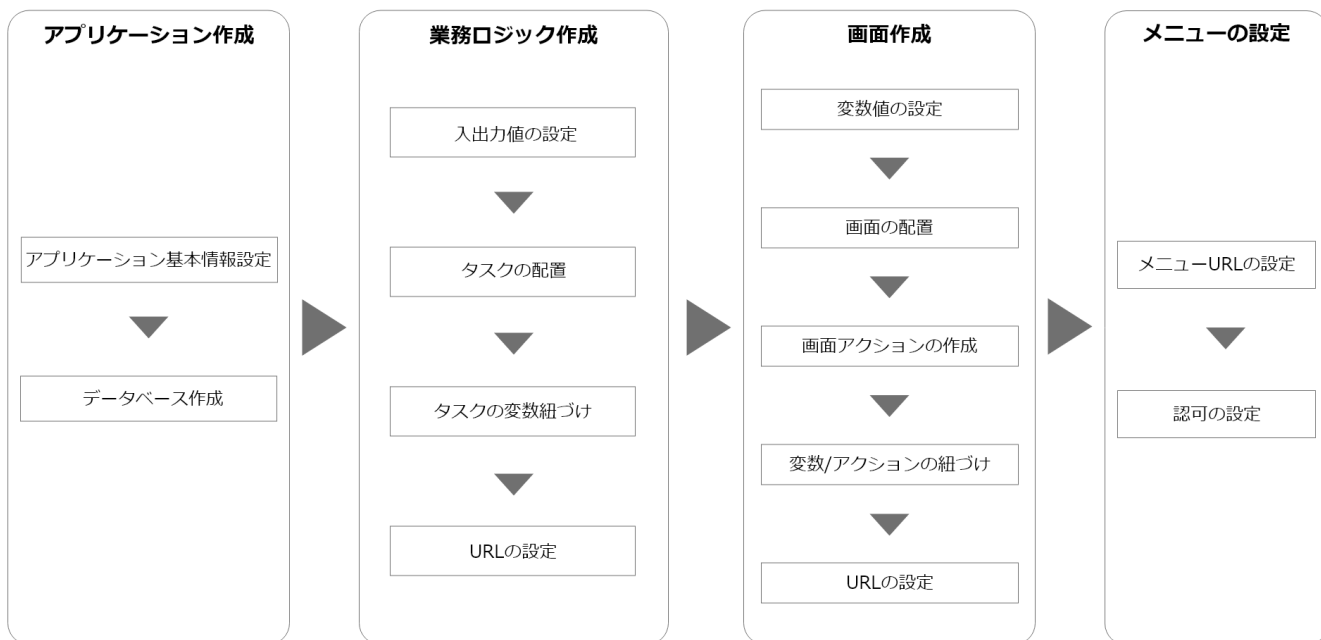 アプリケーション作成
アプリケーション基本情報設定
データベース作成
業務ロジック作成
入出力値の設定
タスクの配置
タスクの変数紐づけ
URLの設定
画面作成
変数値の設定
画面の配置
画面アクションの作成
変数/アクションの紐づけ
URLの設定
メニューの設定
メニューURLの設定
認可の設定